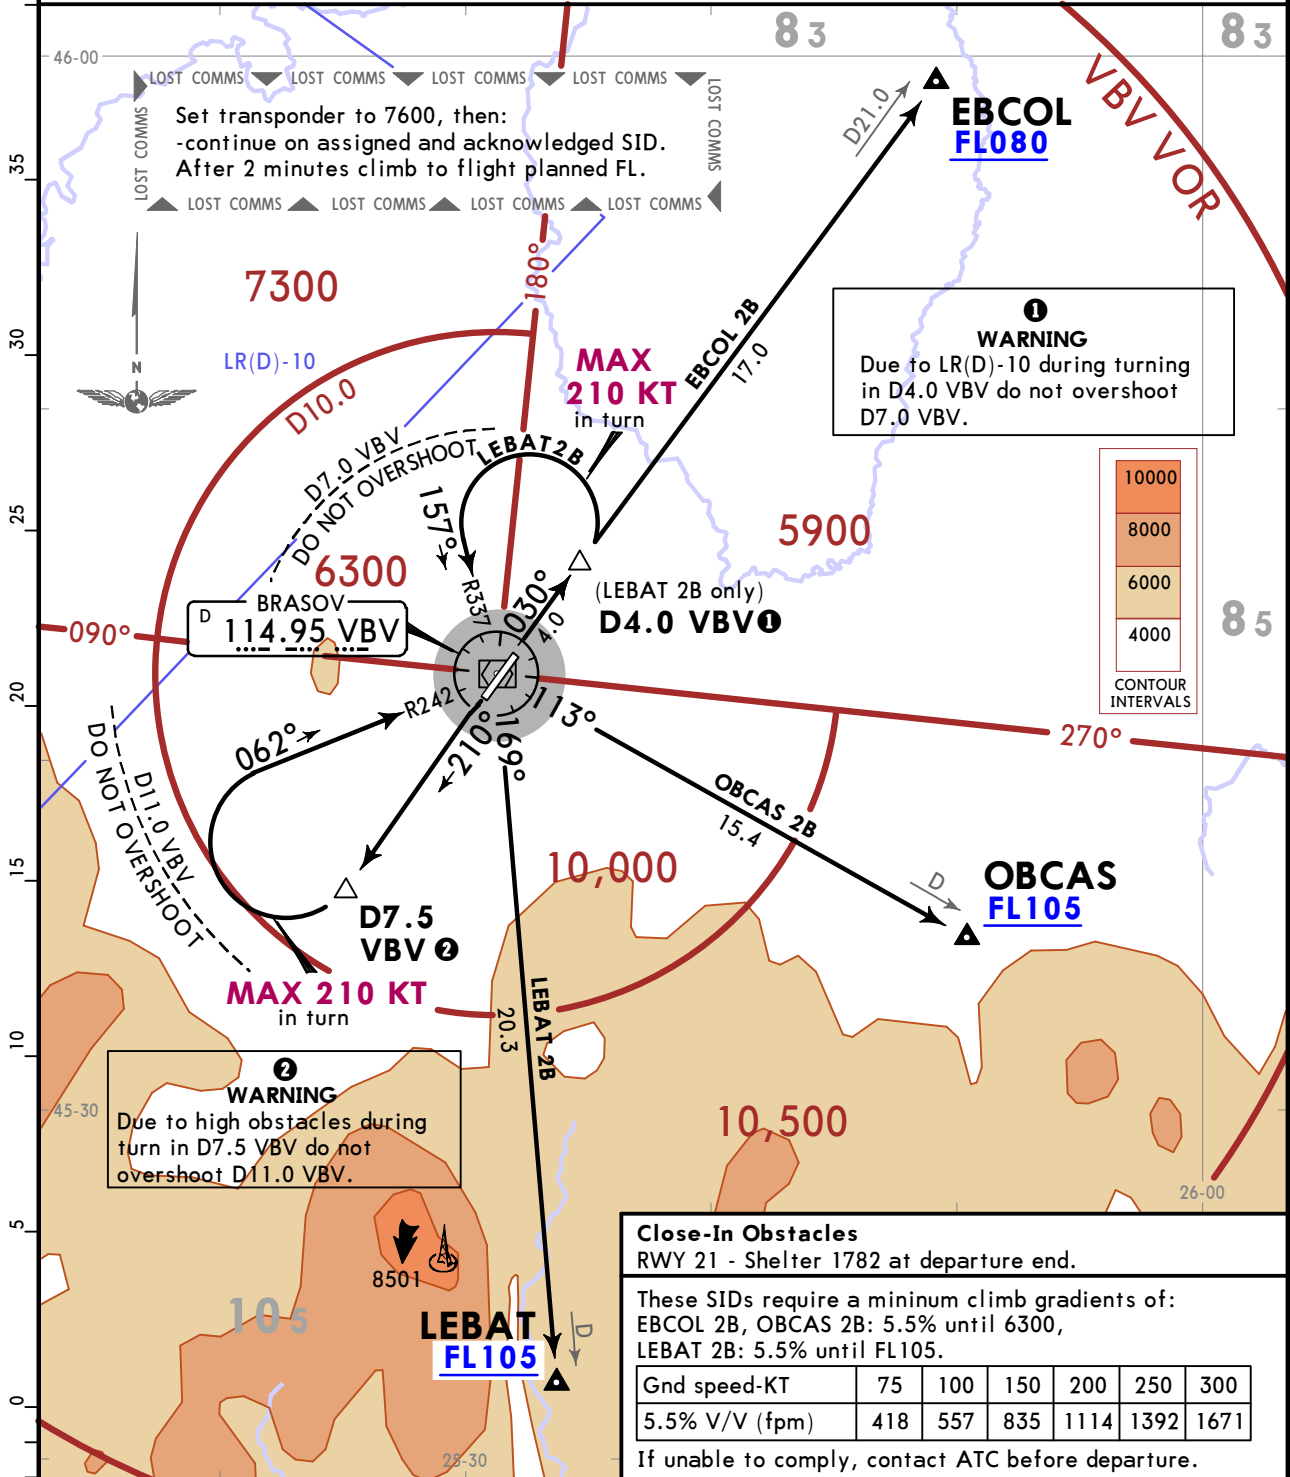 83
83
46-00
LOST COMMS LOST COMMS LOST COMMS LOST COMMS
LOST COMMS
LOST COMMS
Set transponder to 7600, then:
-continue on assigned and acknowledged SID.
After 2 minutes climb to flight planned FL.
LOST COMMS LOST COMMS LOST COMMS LOST COMMS
D21.0
EBCOL
FL080
VBV VOR
35
30
25
20
15
10
5
0
7300
180°
N
LR(D)-10
D10.0
MAX
210 KT
in turn
EBCOL 2B
17.0
❶
WARNING
Due to LR(D)-10 during turning
in D4.0 VBV do not overshoot
D7.0 VBV.
D7.0 VBV
DO NOT OVERSHOOT
LEBAT2B
157°
R337
5900
6300
10000
8000
6000
4000
CONTOUR
INTERVALS
85
030°
4.0
(LEBAT 2B only)
D4.0 VBV❶
BRASOV
D 114.95 VBV
090°
270°
R242
062°
210°
169°
113°
D11.0 VBV
DO NOT OVERSHOOT
OBCAS 2B
15.4
10,000
D
OBCAS
FL105
D7.5
VBV ❷
MAX 210 KT
in turn
LEBAT 2B
20.3
❷
WARNING
Due to high obstacles during
turn in D7.5 VBV do not
overshoot D11.0 VBV.
45-30
10,500
26-00
8501
105
LEBAT
FL105
D
25-30
Close-In Obstacles
RWY 21 - Shelter 1782 at departure end.
These SIDs require a mininum climb gradients of:
EBCOL 2B, OBCAS 2B: 5.5% until 6300,
LEBAT 2B: 5.5% until FL105.
Gnd speed-KT 75 100 150 200 250 300
5.5% V/V (fpm) 418 557 835 1114 1392 1671
If unable to comply, contact ATC before departure.